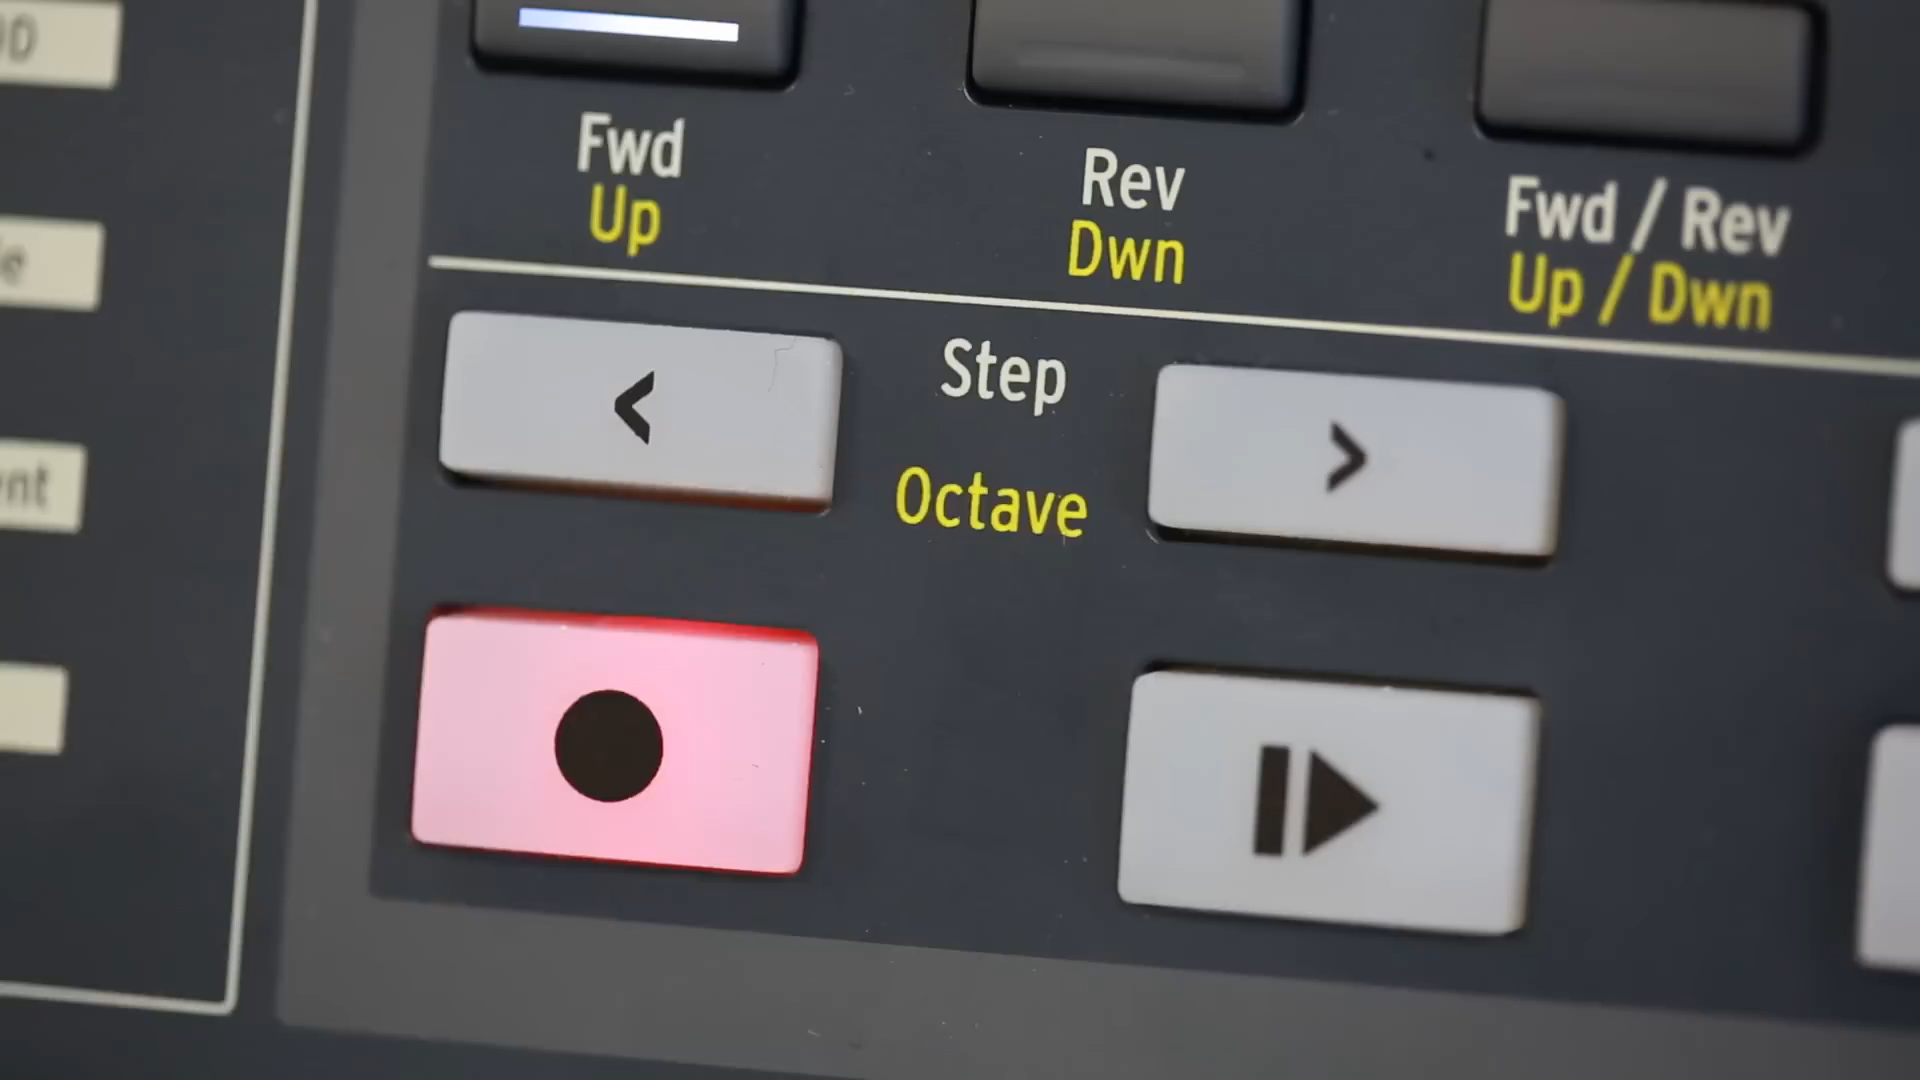 Fwd
Up
Rev
Dwn
Fwd / Rev
Up / Dwn
<
Step
Octave
>